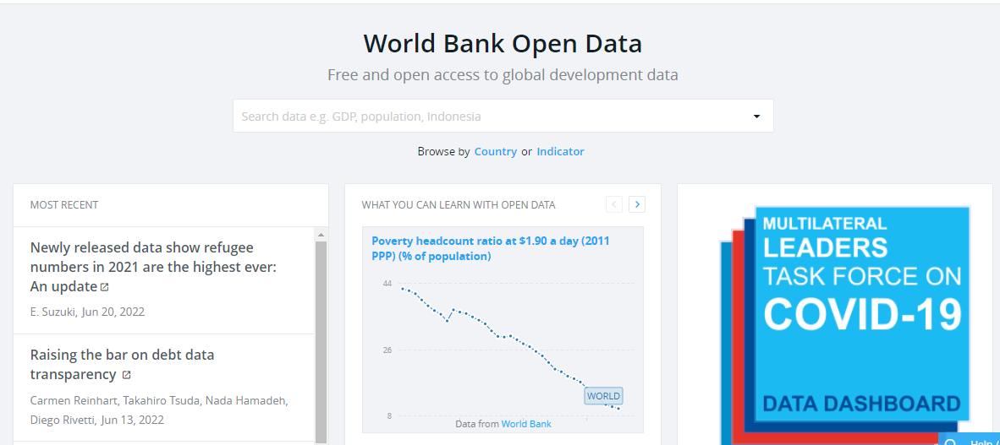 World Bank Open Data
Free and open access to global development data
Search data e.g. GDP, population, Indonesia
Browse by Country or Indicator
MOST RECENT
Newly released data show refugee
numbers in 2021 are the highest ever:
An update
E. Suzuki, Jun 20, 2022
Raising the bar on debt data
transparency
Carmen Reinhart, Takahiro Tsuda, Nada Hamadeh,
Diego Rivetti, Jun 13, 2022
WHAT YOU CAN LEARN WITH OPEN DATA
Poverty headcount ratio at $1.90 a day (2011
PPP) (% of population)
44
26
8
WORLD
Data from World Bank
MULTILATERAL
LEADERS
TASK FORCE ON
COVID-19
DATA DASHBOARD
Help /